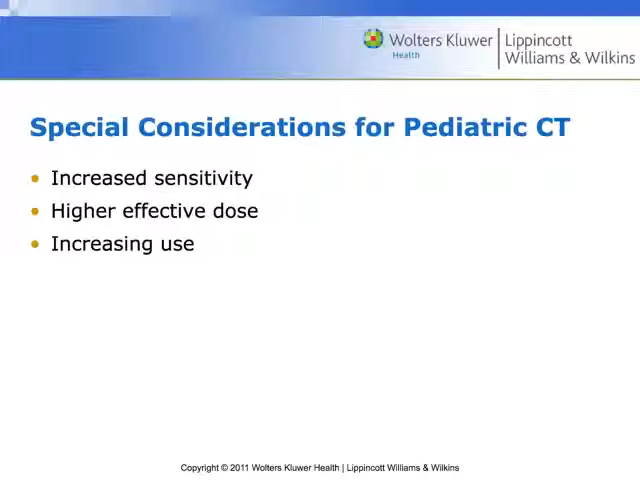 Wolters Kluwer
Health
Lippincott
Williams & Wilkins
Special Considerations for Pediatric CT
• Increased sensitivity
• Higher effective dose
• Increasing use
Copyright © 2011 Wolters Kluwer Health | Lippincott Williams & Wilkins